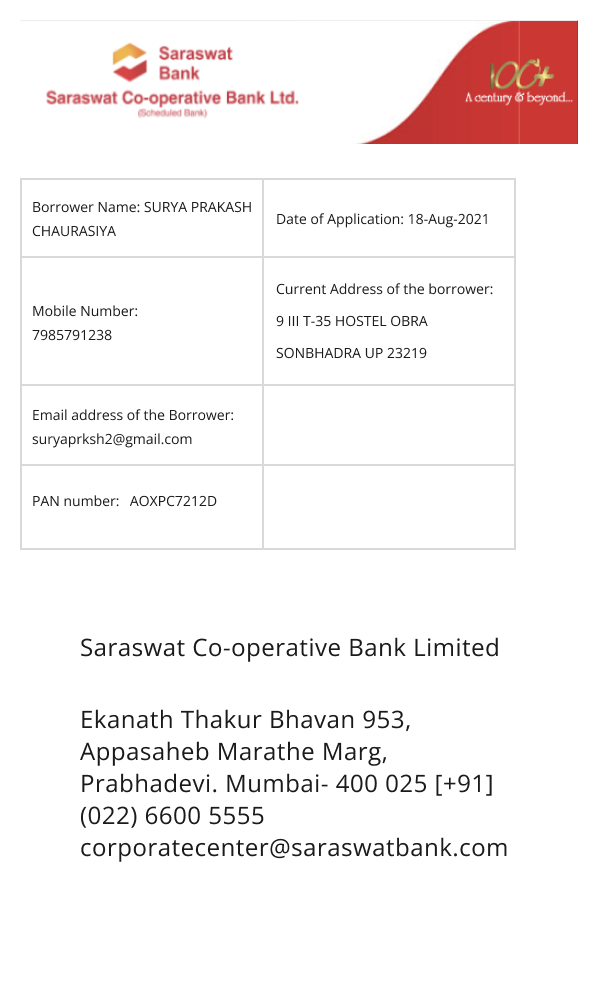 Saraswat
Bank
Saraswat Co-operative Bank Ltd.
(Scheduled Bank)
100+
A century & beyond...
Borrower Name: SURYA PRAKASH
CHAURASIYA
Date of Application: 18-Aug-2021
Mobile Number:
7985791238
Current Address of the borrower:
9 III T-35 HOSTEL OBRA
SONBHADRA UP 23219
Email address of the Borrower:
suryaprksh2@gmail.com
PAN number: AOXPC7212D
Saraswat Co-operative Bank Limited
Ekanath Thakur Bhavan 953,
Appasaheb Marathe Marg,
Prabhadevi. Mumbai- 400 025 [+91]
(022) 6600 5555
corporatecenter@saraswatbank.com